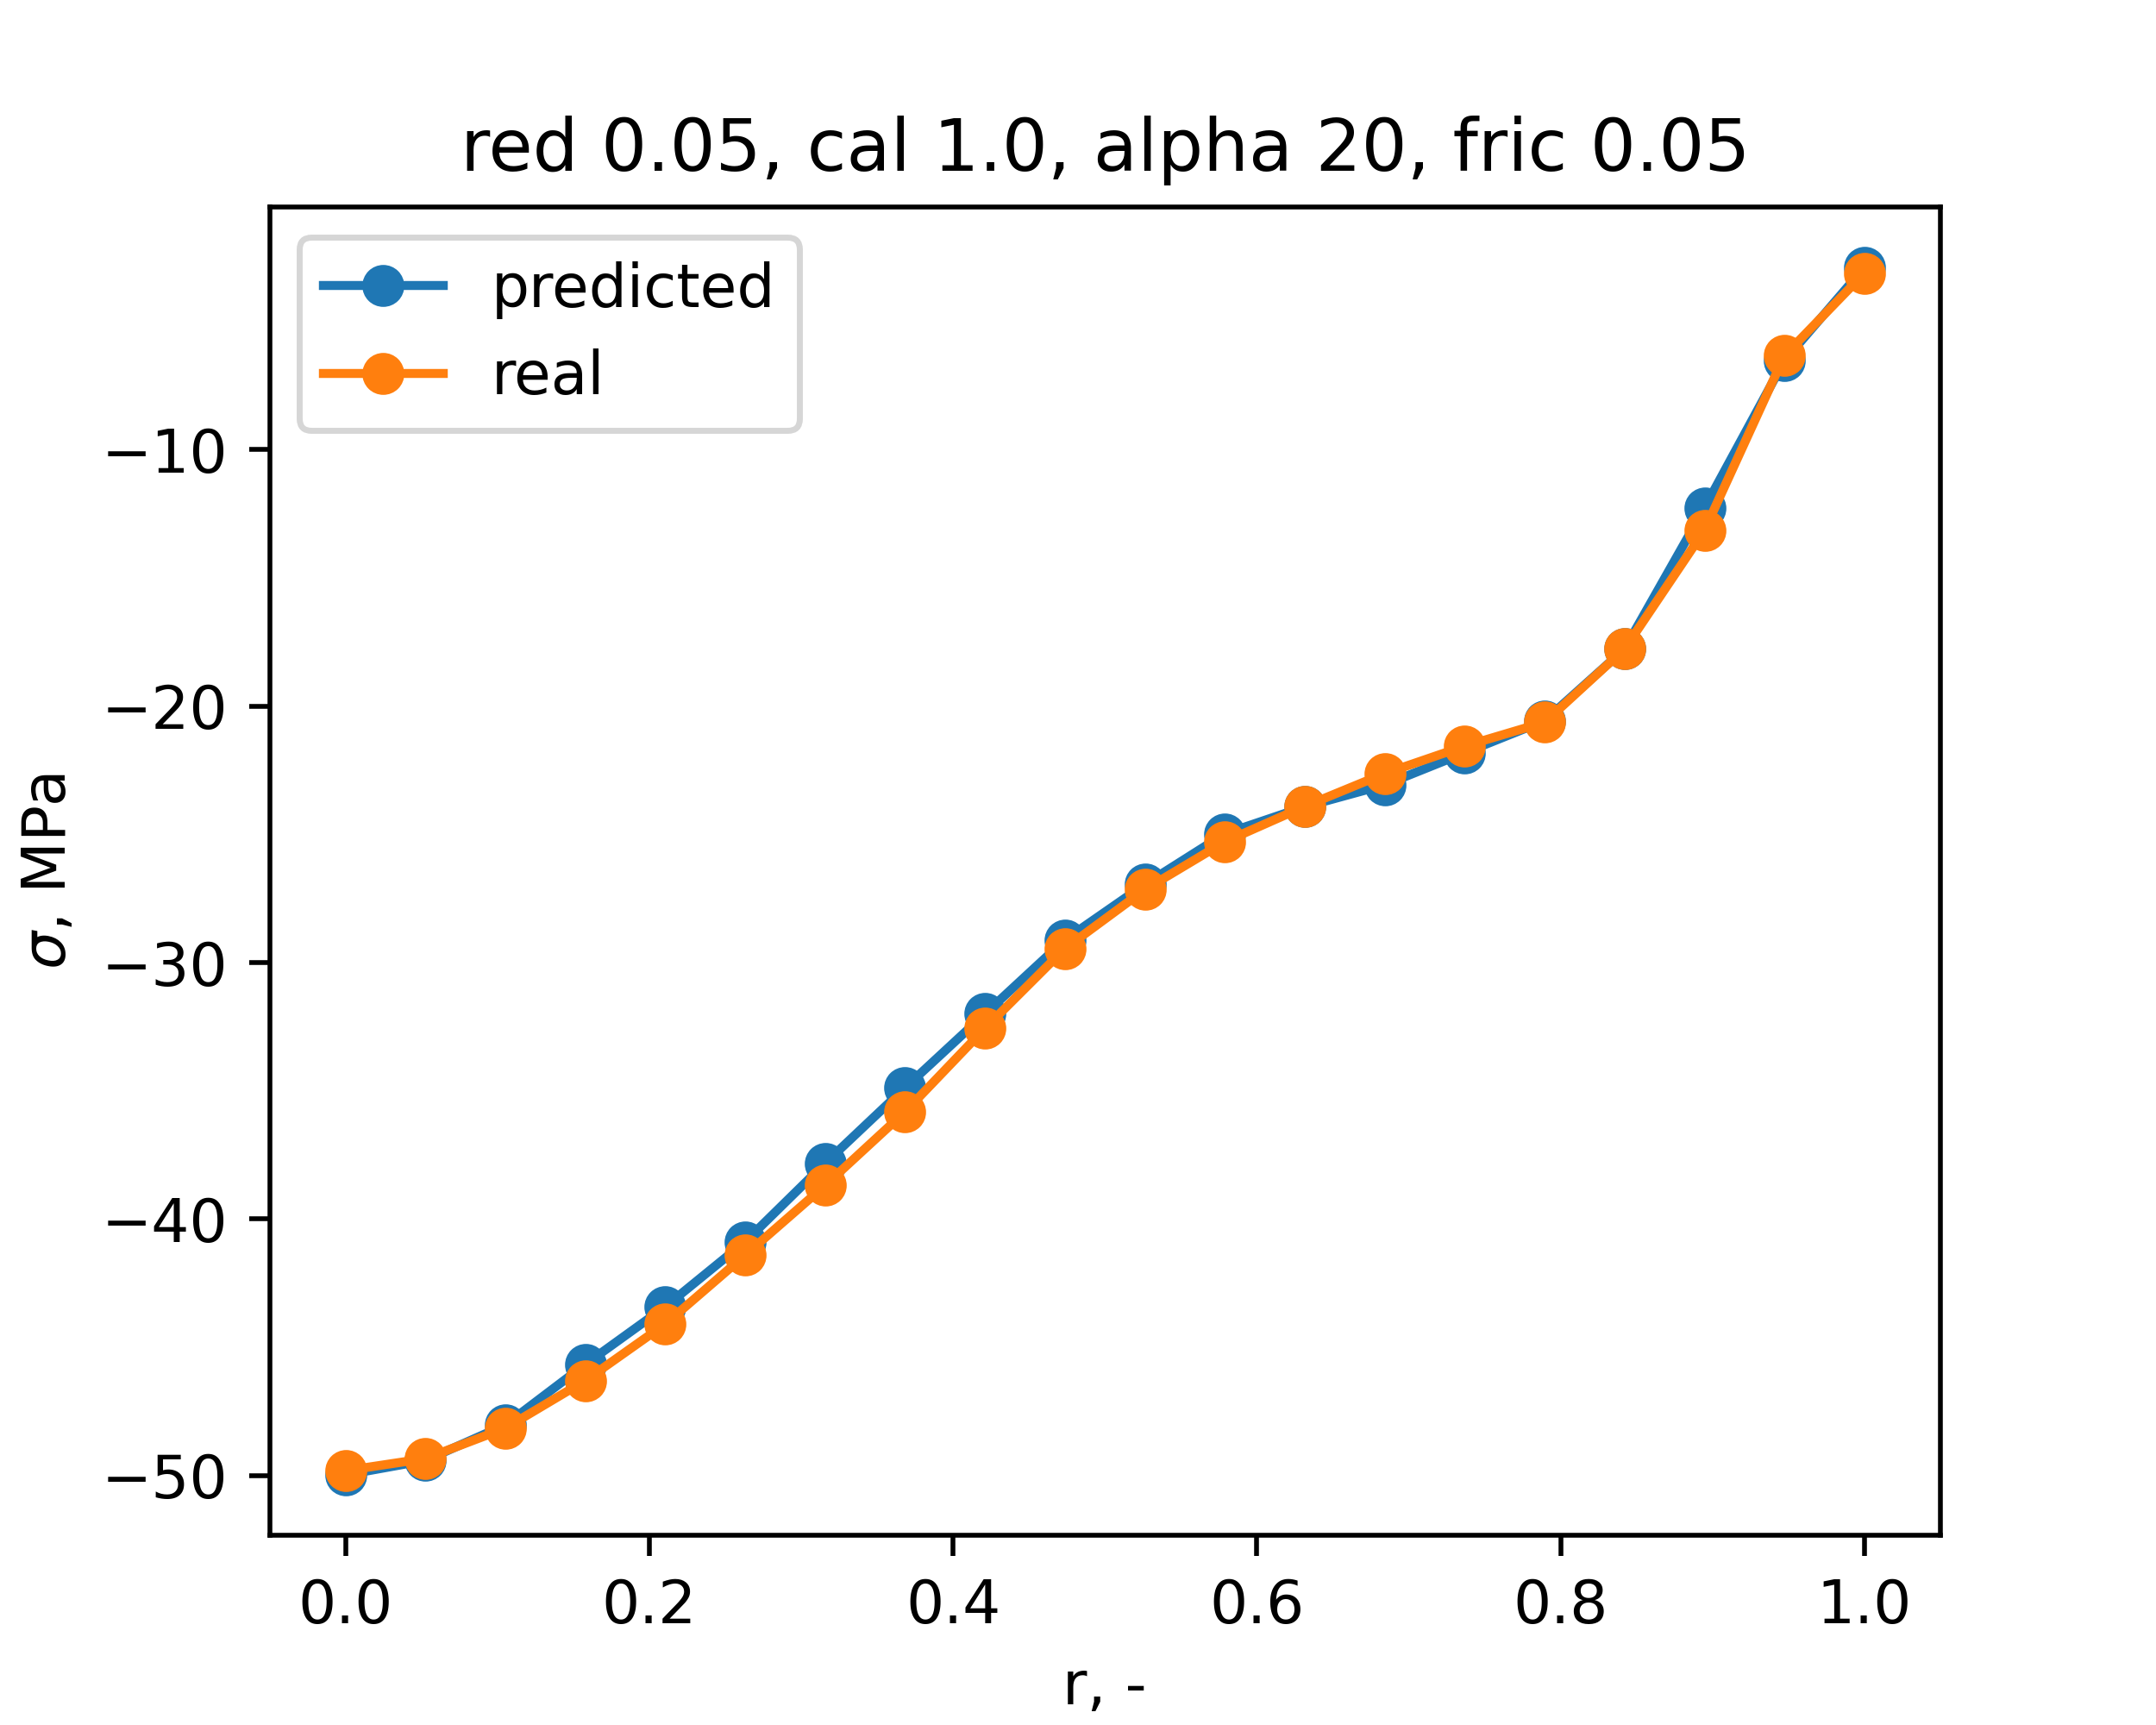 red 0.05, cal 1.0, alpha 20, fric 0.05
predicted
real
−10
−20
−30
−40
−50
σ, MPa
0.0 0.2 0.4 0.6 0.8 1.0
r, -